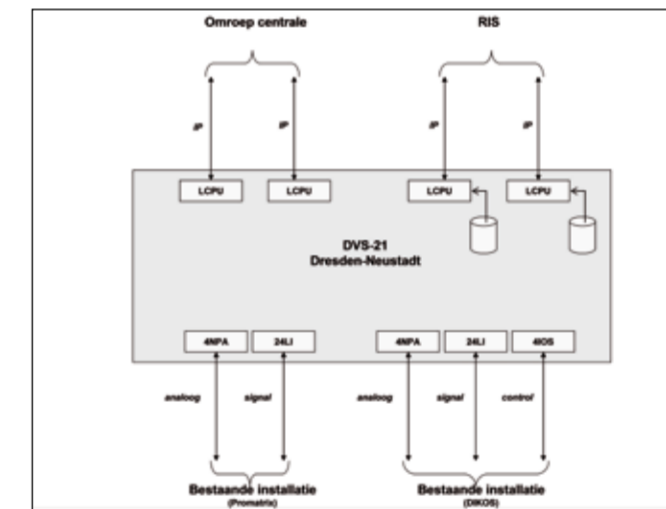 Omroep centrale RIS
IP IP IP IP
LCPU LCPU LCPU LCPU
DVS-21
Dresden-Neustadt
4NPA 24LI 4NPA 24LI 4IOS
analoog signal analoog signal control
Bestaande installatie Bestaande installatie
(Promatrix) (DIKOS)